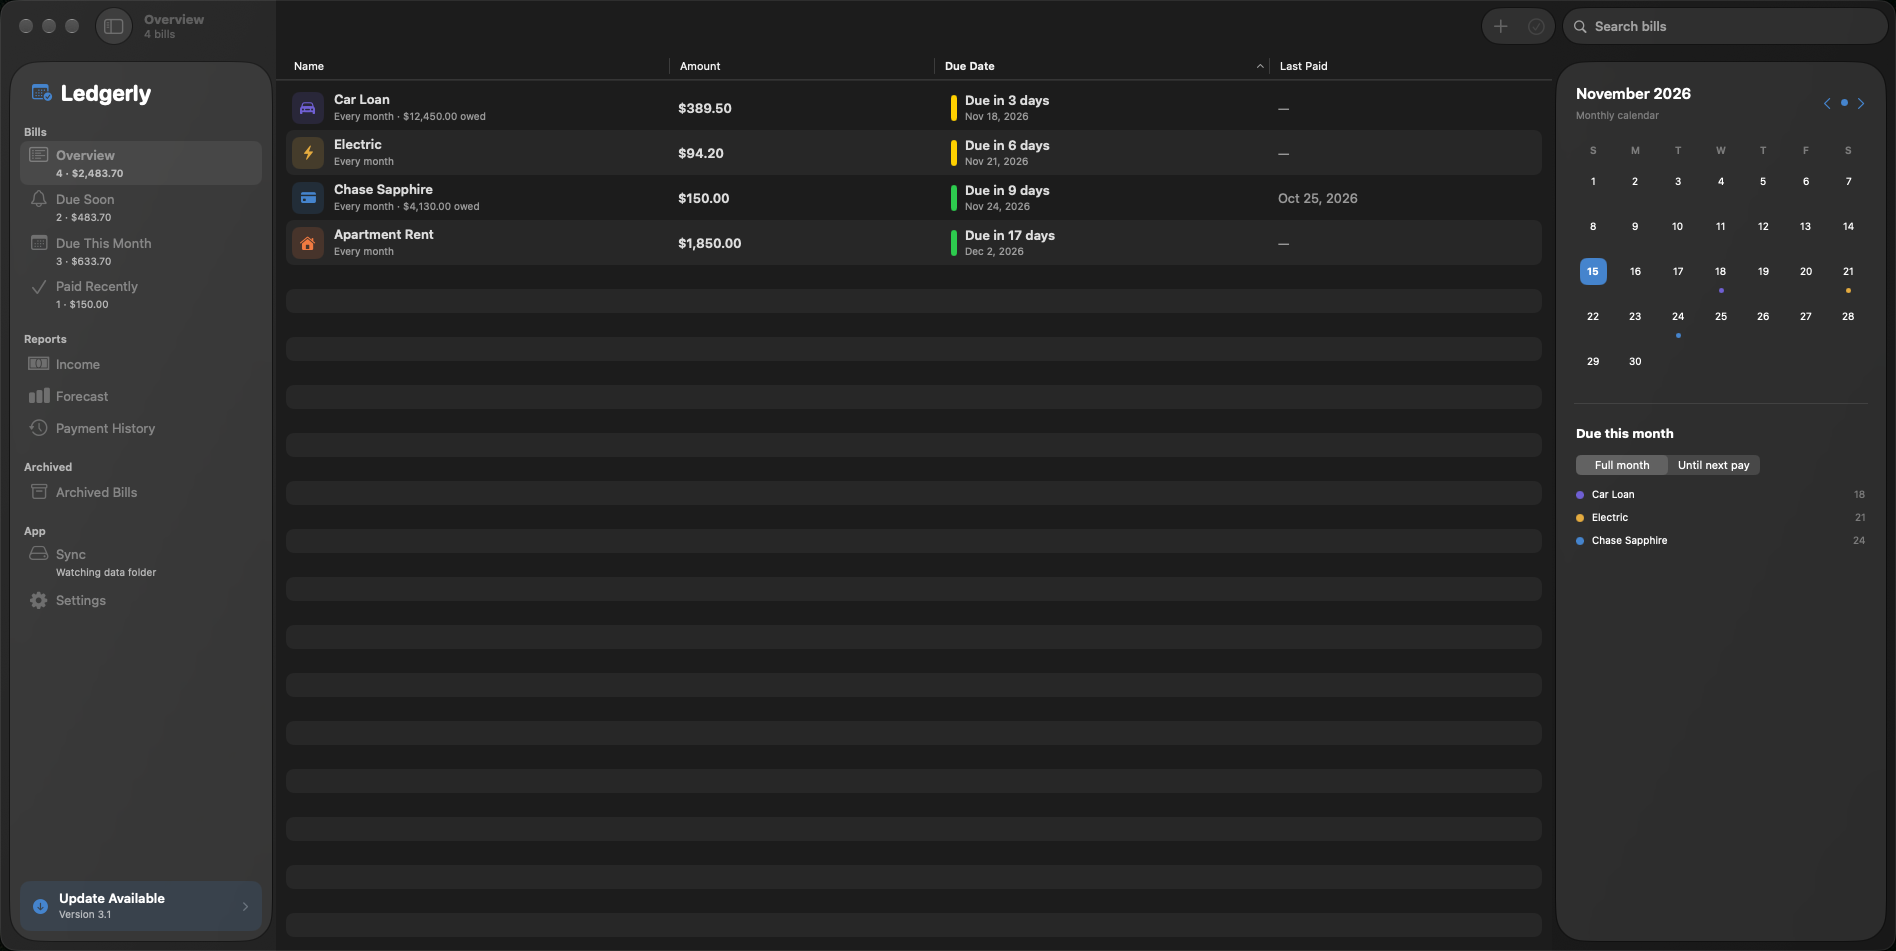 Overview
4 bills
Search bills
Ledgerly
Bills
Overview
4 · $2,483.70
Due Soon
2 · $483.70
Due This Month
3 · $633.70
Paid Recently
1 · $150.00
Reports
Income
Forecast
Payment History
Archived
Archived Bills
App
Sync
Watching data folder
Settings
Update Available
Version 3.1
Name Amount Due Date Last Paid
Car Loan
Every month · $12,450.00 owed
$389.50
Due in 3 days
Nov 18, 2026
—
Electric
Every month
$94.20
Due in 6 days
Nov 21, 2026
—
Chase Sapphire
Every month · $4,130.00 owed
$150.00
Due in 9 days
Nov 24, 2026
Oct 25, 2026
Apartment Rent
Every month
$1,850.00
Due in 17 days
Dec 2, 2026
—
November 2026
Monthly calendar
S M T W T F S
1 2 3 4 5 6 7
8 9 10 11 12 13 14
15 16 17 18 19 20 21
22 23 24 25 26 27 28
29 30
Due this month
Full month Until next pay
Car Loan 18
Electric 21
Chase Sapphire 24